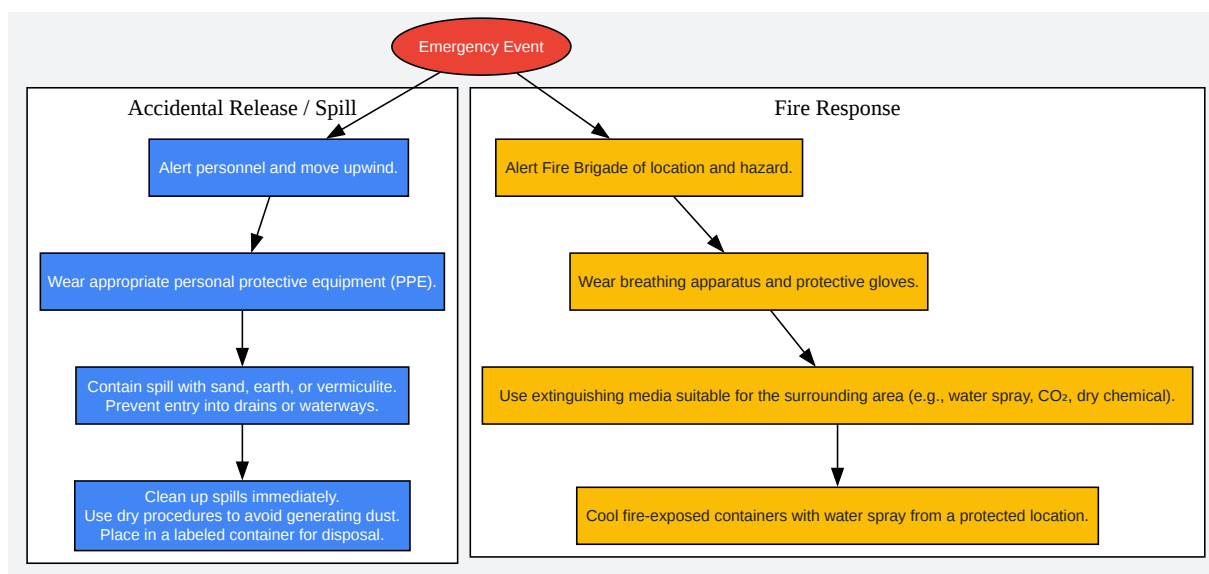 Emergency Event
Accidental Release / Spill
Alert personnel and move upwind.
Wear appropriate personal protective equipment (PPE).
Contain spill with sand, earth, or vermiculite.
Prevent entry into drains or waterways.
Clean up spills immediately.
Use dry procedures to avoid generating dust.
Place in a labeled container for disposal.
Fire Response
Alert Fire Brigade of location and hazard.
Wear breathing apparatus and protective gloves.
Use extinguishing media suitable for the surrounding area (e.g., water spray, CO₂, dry chemical).
Cool fire-exposed containers with water spray from a protected location.